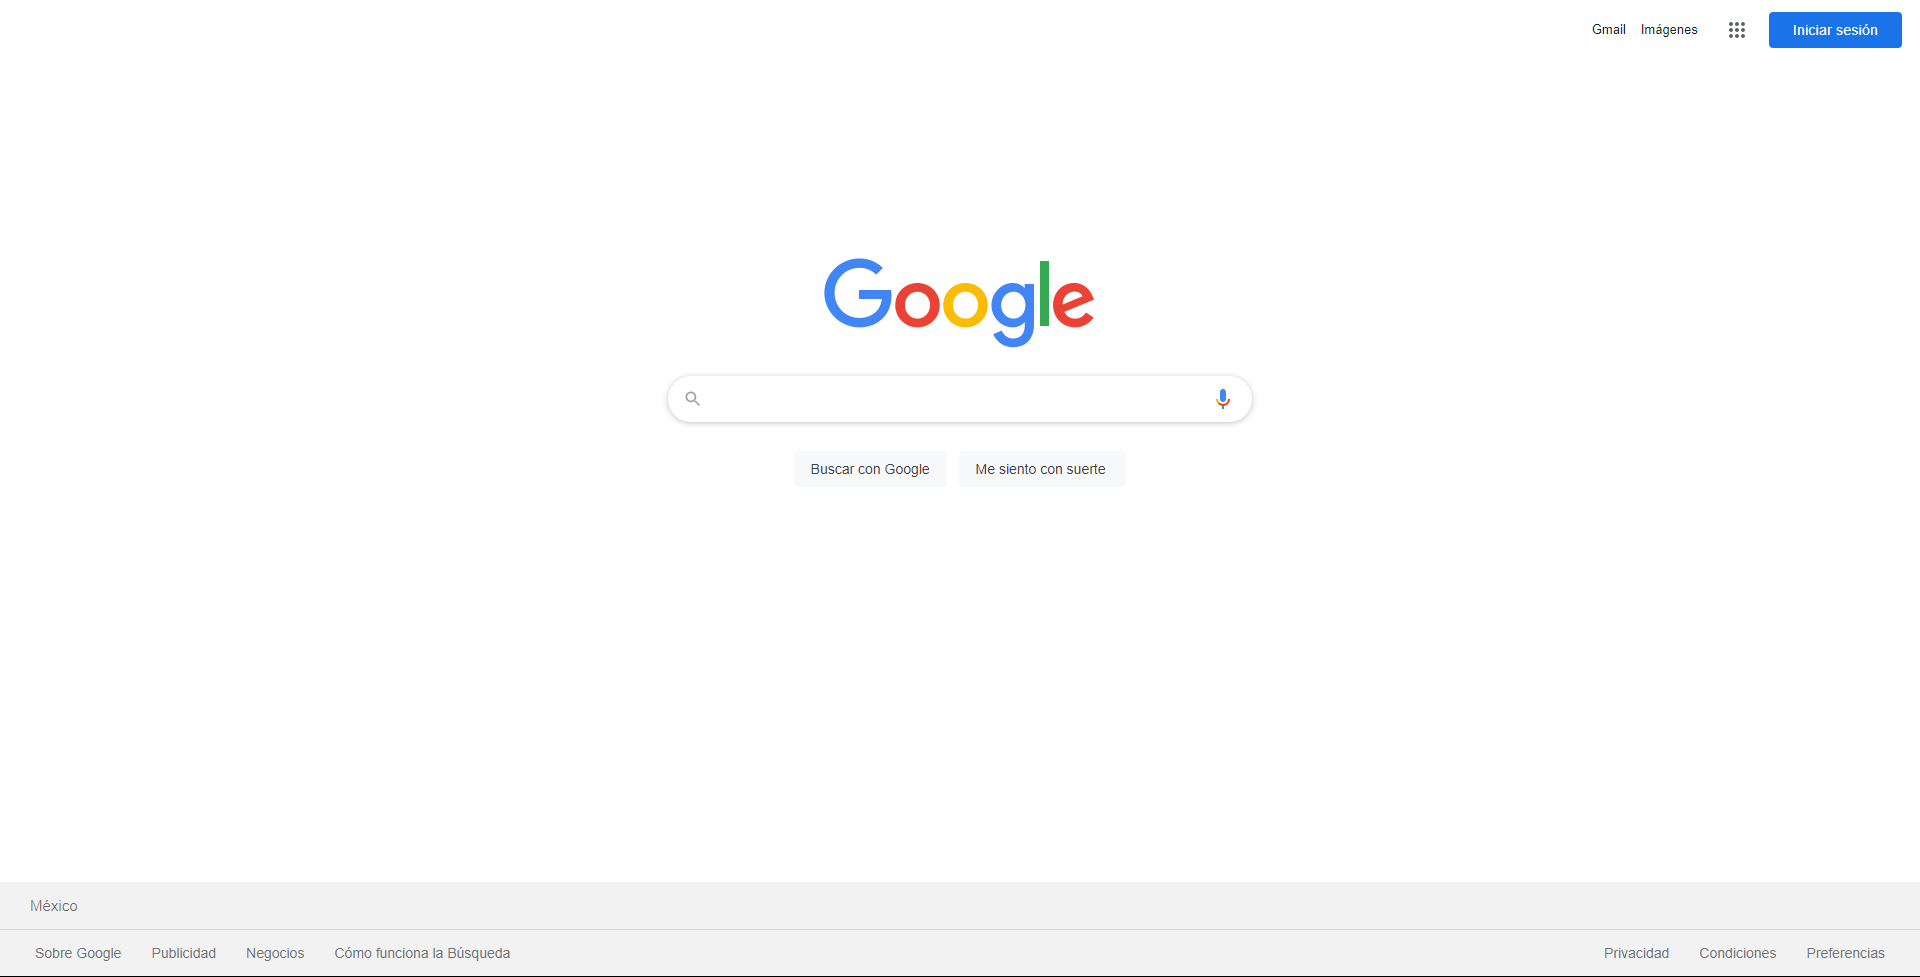 Gmail Imágenes Iniciar sesión
Google
Buscar con Google Me siento con suerte
México
Sobre Google Publicidad Negocios Cómo funciona la Búsqueda Privacidad Condiciones Preferencias